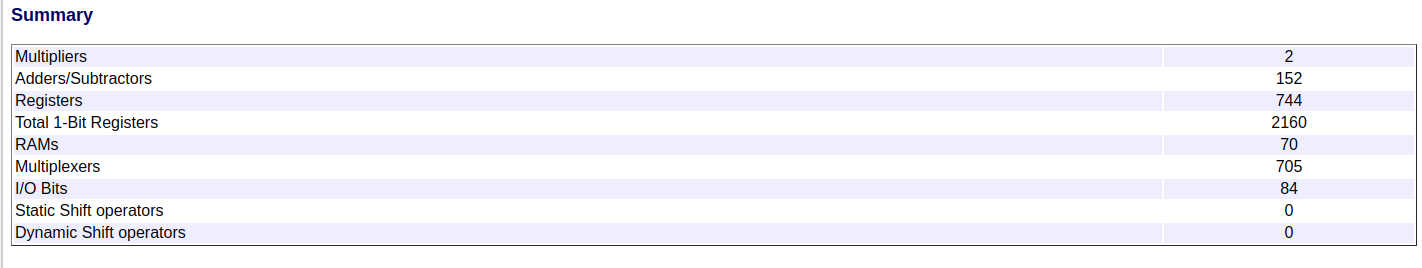 Summary
Multipliers 2
Adders/Subtractors 152
Registers 744
Total 1-Bit Registers 2160
RAMs 70
Multiplexers 705
I/O Bits 84
Static Shift operators 0
Dynamic Shift operators 0